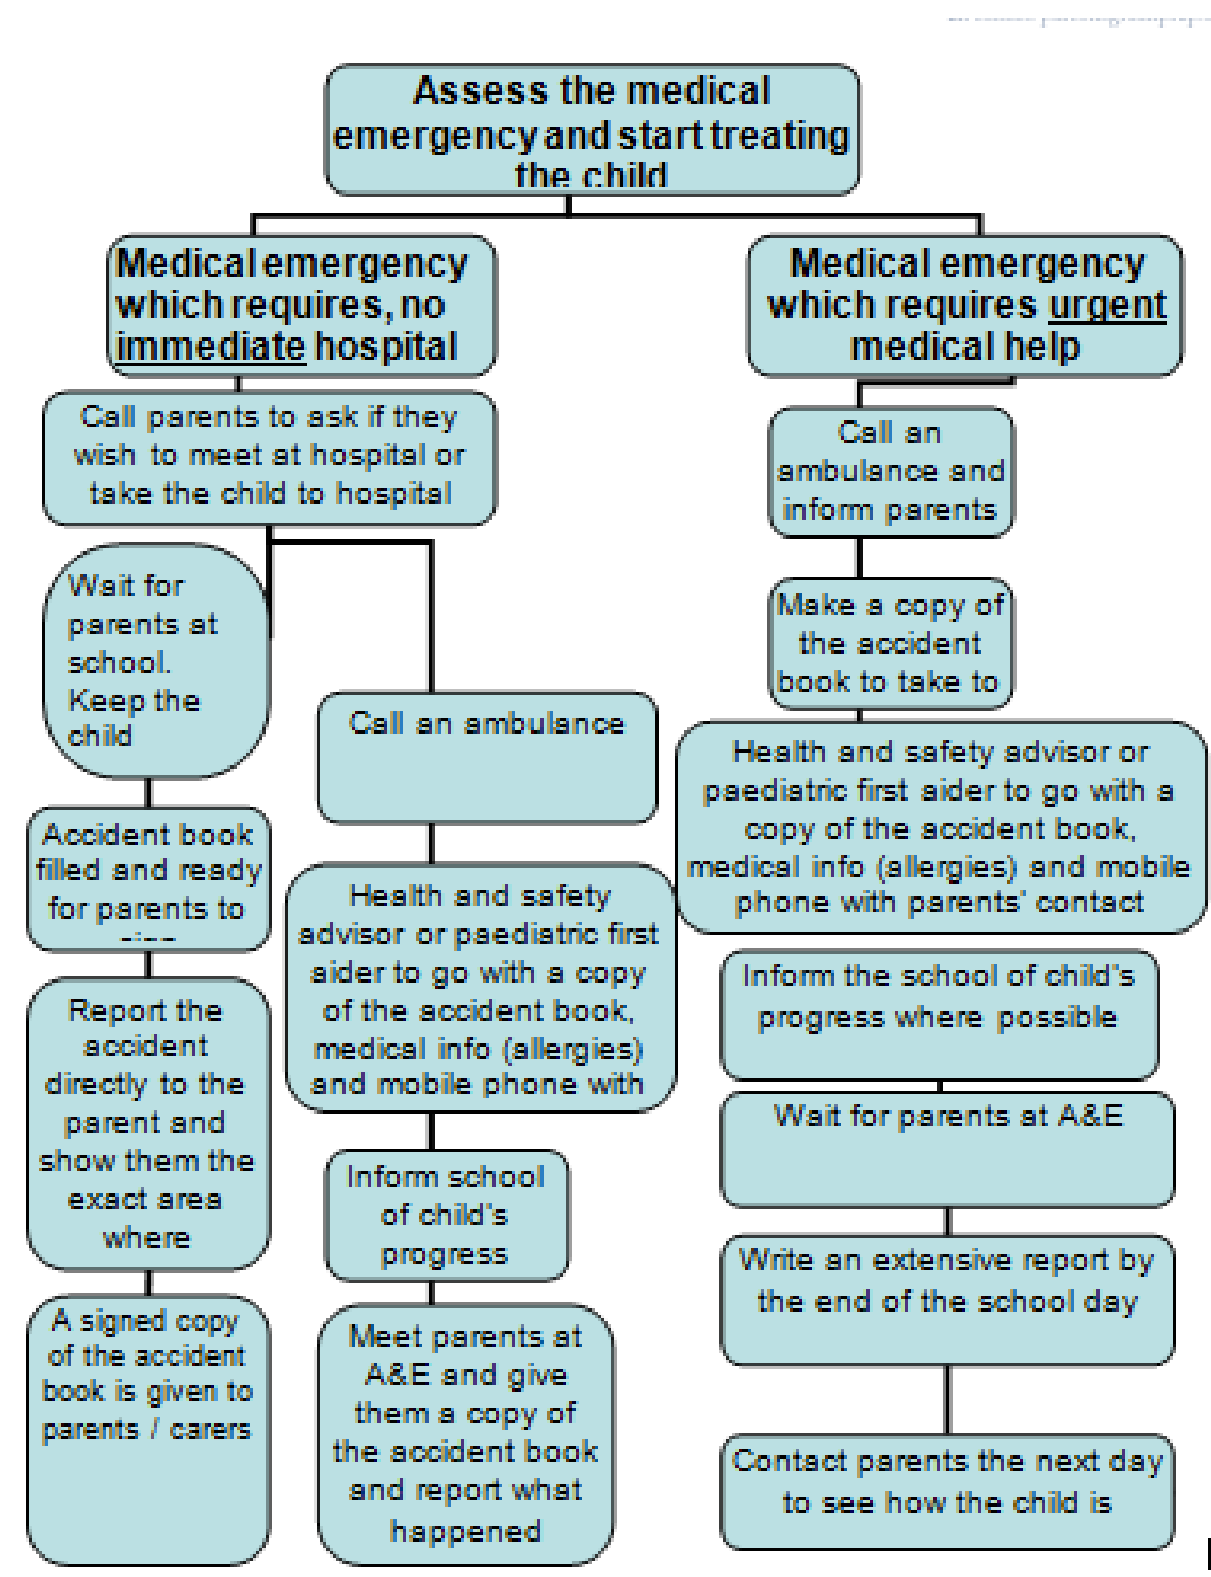 Assess the medical
emergency and start treating
the child
Medical emergency
which requires, no
immediate hospital
Medical emergency
which requires urgent
medical help
Call parents to ask if they
wish to meet at hospital or
take the child to hospital
Call an
ambulance and
inform parents
Wait for
parents at
school.
Keep the
child
Make a copy of
the accident
book to take to
Call an ambulance
Health and safety advisor or
paediatric first aider to go with a
copy of the accident book,
medical info (allergies) and mobile
phone with parents' contact
Accident book
filled and ready
for parents to
Health and safety
advisor or paediatric first
aider to go with a copy
of the accident book,
medical info (allergies)
and mobile phone with
Inform the school of child's
progress where possible
Report the
accident
directly to the
parent and
show them the
exact area
where
Wait for parents at A&E
Inform school
of child's
progress
Write an extensive report by
the end of the school day
A signed copy
of the accident
book is given to
parents / carers
Meet parents at
A&E and give
them a copy of
the accident book
and report what
happened
Contact parents the next day
to see how the child is